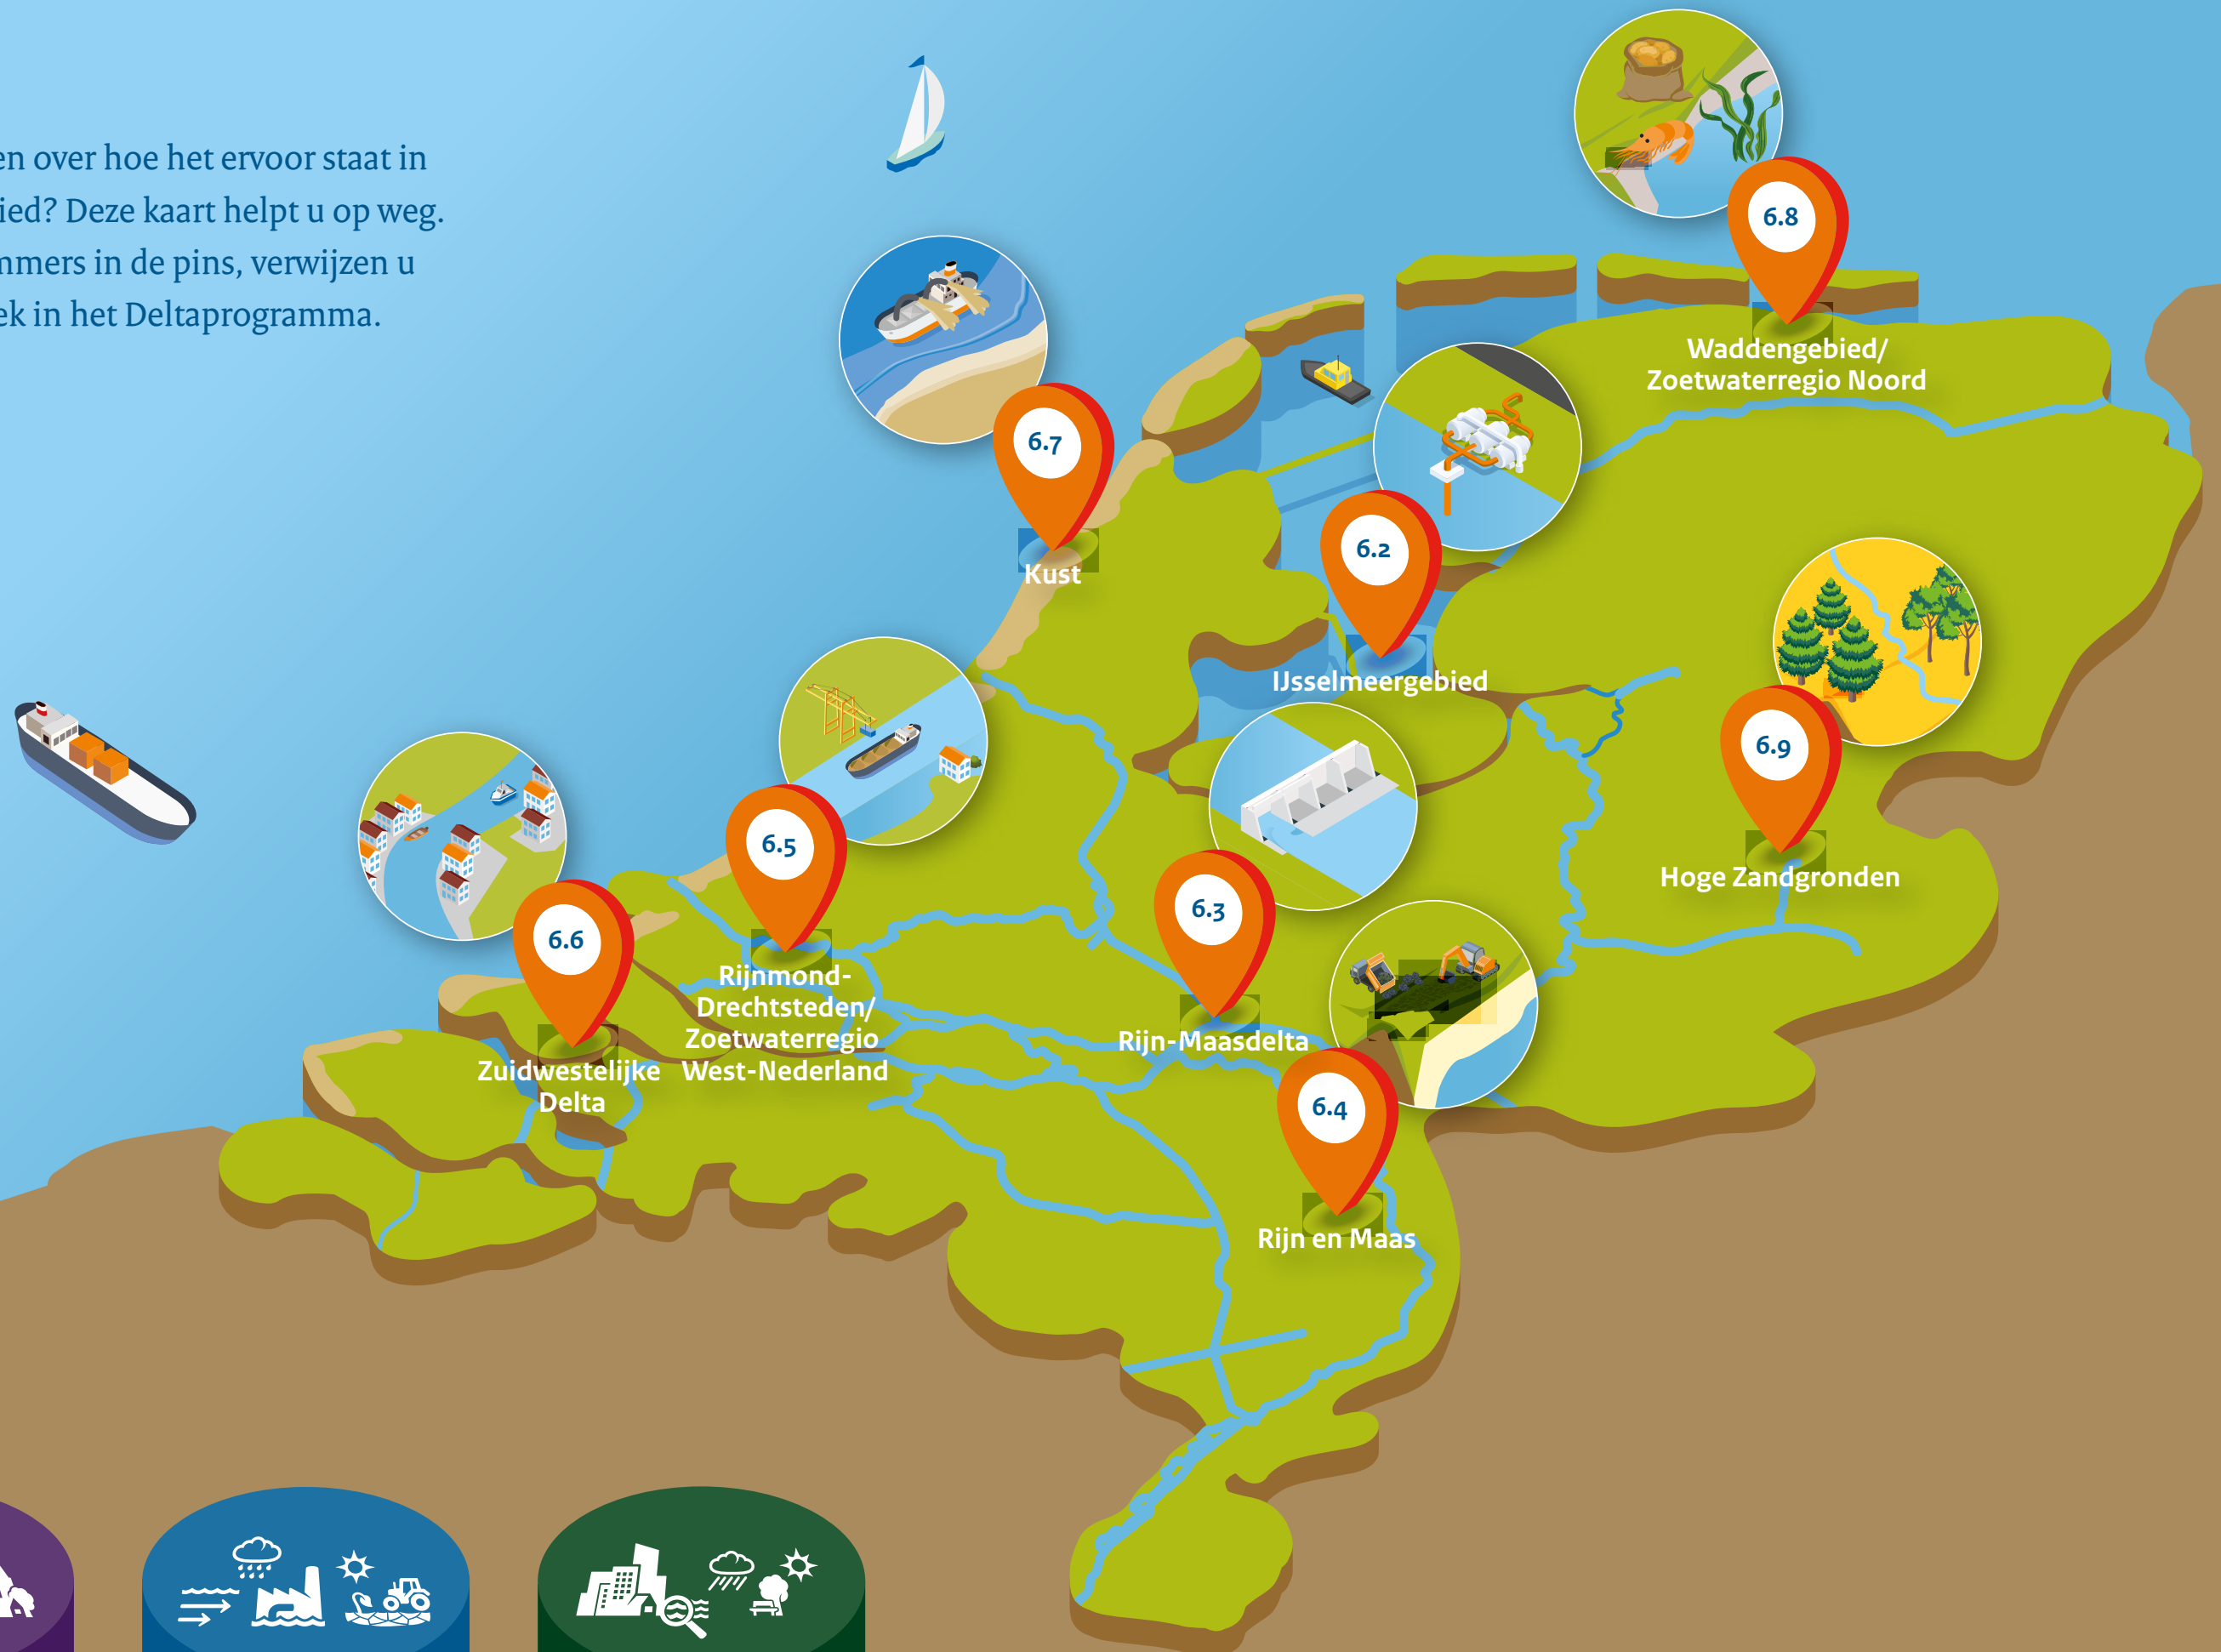 en over hoe het ervoor staat in
ied? Deze kaart helpt u op weg.
mmers in de pins, verwijzen u
ek in het Deltaprogramma.
6.8
Waddengebied/
Zoetwaterregio Noord
6.7
Kust
6.2
IJsselmeergebied
6.9
Hoge Zandgronden
6.5
Rijnmond-
Drechtsteden/
Zoetwaterregio
West-Nederland
6.3
Rijn-Maasdelta
6.6
Zuidwestelijke
Delta
6.4
Rijn en Maas